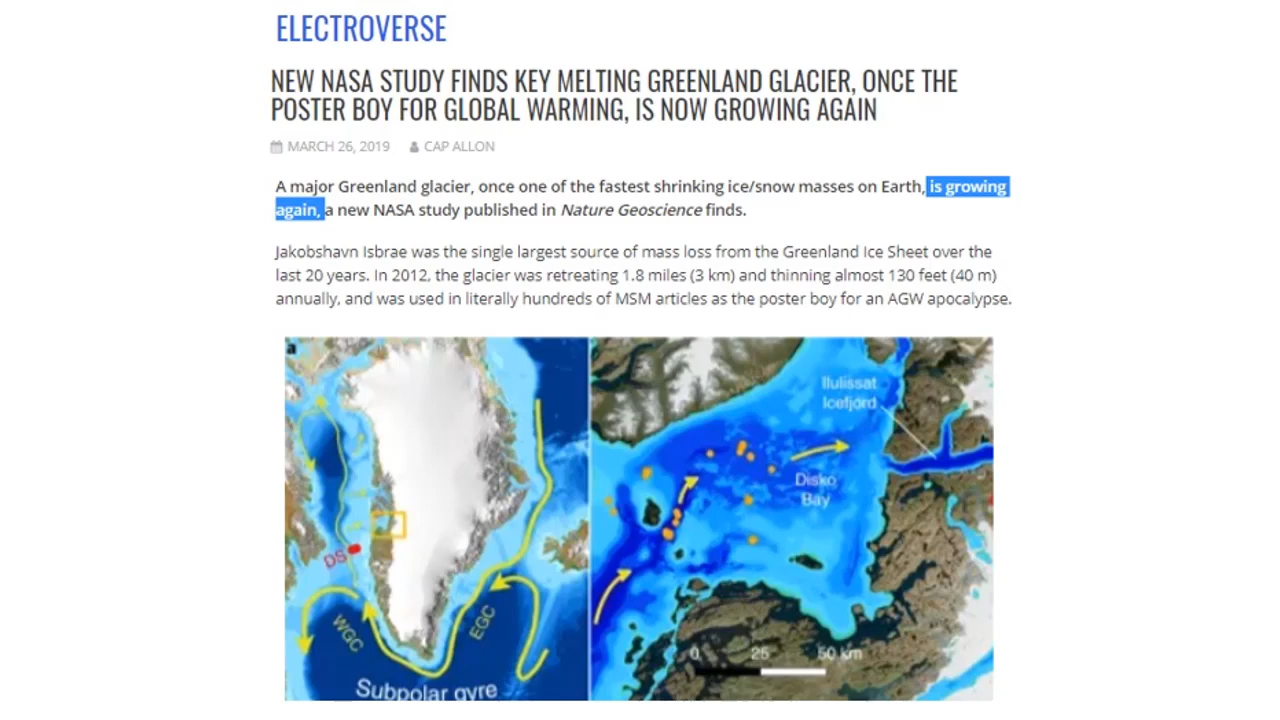 ELECTROVERSE
NEW NASA STUDY FINDS KEY MELTING GREENLAND GLACIER, ONCE THE
POSTER BOY FOR GLOBAL WARMING, IS NOW GROWING AGAIN
MARCH 26, 2019 CAP ALLON
A major Greenland glacier, once one of the fastest shrinking ice/snow masses on Earth, is growing
again, a new NASA study published in Nature Geoscience finds.
Jakobshavn Isbrae was the single largest source of mass loss from the Greenland Ice Sheet over the
last 20 years. In 2012, the glacier was retreating 1.8 miles (3 km) and thinning almost 130 feet (40 m)
annually, and was used in literally hundreds of MSM articles as the poster boy for an AGW apocalypse.
a
Ilulissat
Icefjord
Disko
Bay
DS
WGC
EGC
0 25 50 km
Subpolar gyre